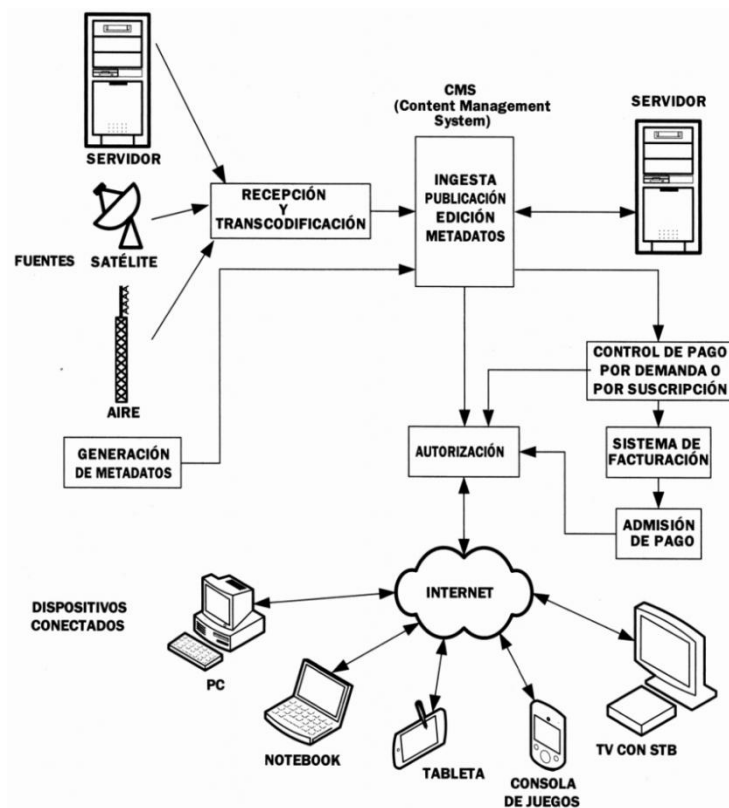 CMS
(Content Management
System)
SERVIDOR
SERVIDOR
RECEPCIÓN
Y
TRANSCODIFICACIÓN
INGESTA
PUBLICACIÓN
EDICIÓN
METADATOS
FUENTES
SATÉLITE
AIRE
CONTROL DE PAGO
POR DEMANDA O
POR SUSCRIPCIÓN
GENERACIÓN
DE METADATOS
AUTORIZACIÓN
SISTEMA DE
FACTURACIÓN
ADMISIÓN
DE PAGO
INTERNET
DISPOSITIVOS
CONECTADOS
PC
NOTEBOOK
TABLETA
CONSOLA
DE JUEGOS
TV CON STB